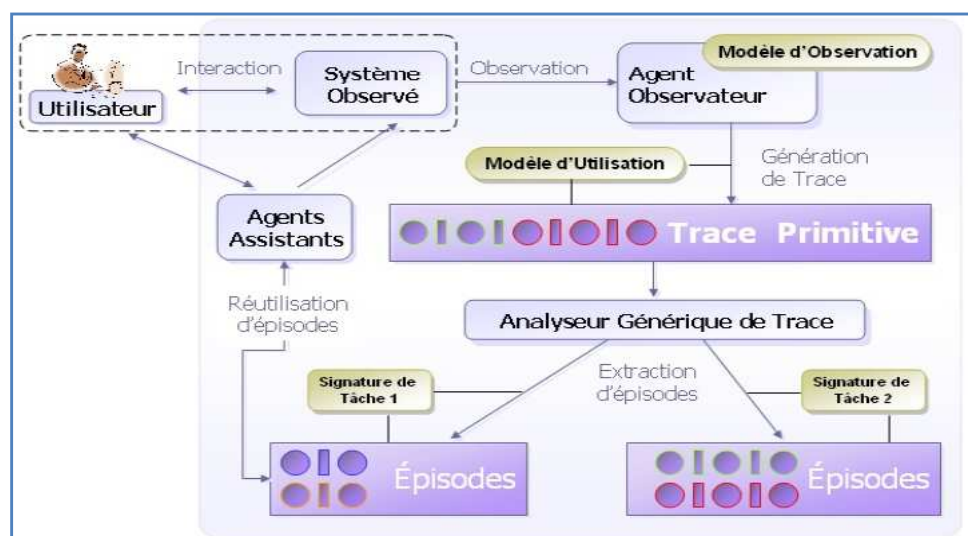 Modèle d'Observation
Interaction
Système
Observé
Observation
Agent
Observateur
Utilisateur
Modèle d'Utilisation
Génération
de Trace
Agents
Assistants
Trace Primitive
Réutilisation
d'épisodes
Analyseur Générique de Trace
Signature de
Tâche 1
Extraction
d'épisodes
Signature de
Tâche 2
Épisodes
Épisodes